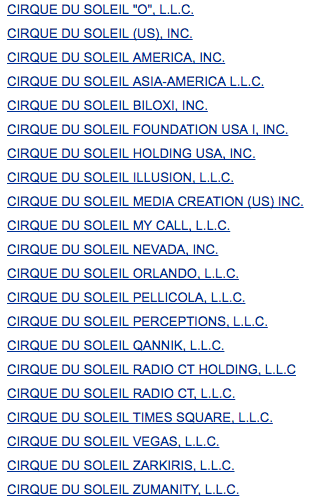 CIRQUE DU SOLEIL "O", L.L.C.
CIRQUE DU SOLEIL (US), INC.
CIRQUE DU SOLEIL AMERICA, INC.
CIRQUE DU SOLEIL ASIA-AMERICA L.L.C.
CIRQUE DU SOLEIL BILOXI, INC.
CIRQUE DU SOLEIL FOUNDATION USA I, INC.
CIRQUE DU SOLEIL HOLDING USA, INC.
CIRQUE DU SOLEIL ILLUSION, L.L.C.
CIRQUE DU SOLEIL MEDIA CREATION (US) INC.
CIRQUE DU SOLEIL MY CALL, L.L.C.
CIRQUE DU SOLEIL NEVADA, INC.
CIRQUE DU SOLEIL ORLANDO, L.L.C.
CIRQUE DU SOLEIL PELLICOLA, L.L.C.
CIRQUE DU SOLEIL PERCEPTIONS, L.L.C.
CIRQUE DU SOLEIL QANNIK, L.L.C.
CIRQUE DU SOLEIL RADIO CT HOLDING, L.L.C
CIRQUE DU SOLEIL RADIO CT, L.L.C.
CIRQUE DU SOLEIL TIMES SQUARE, L.L.C.
CIRQUE DU SOLEIL VEGAS, L.L.C.
CIRQUE DU SOLEIL ZARKIRIS, L.L.C.
CIRQUE DU SOLEIL ZUMANITY, L.L.C.